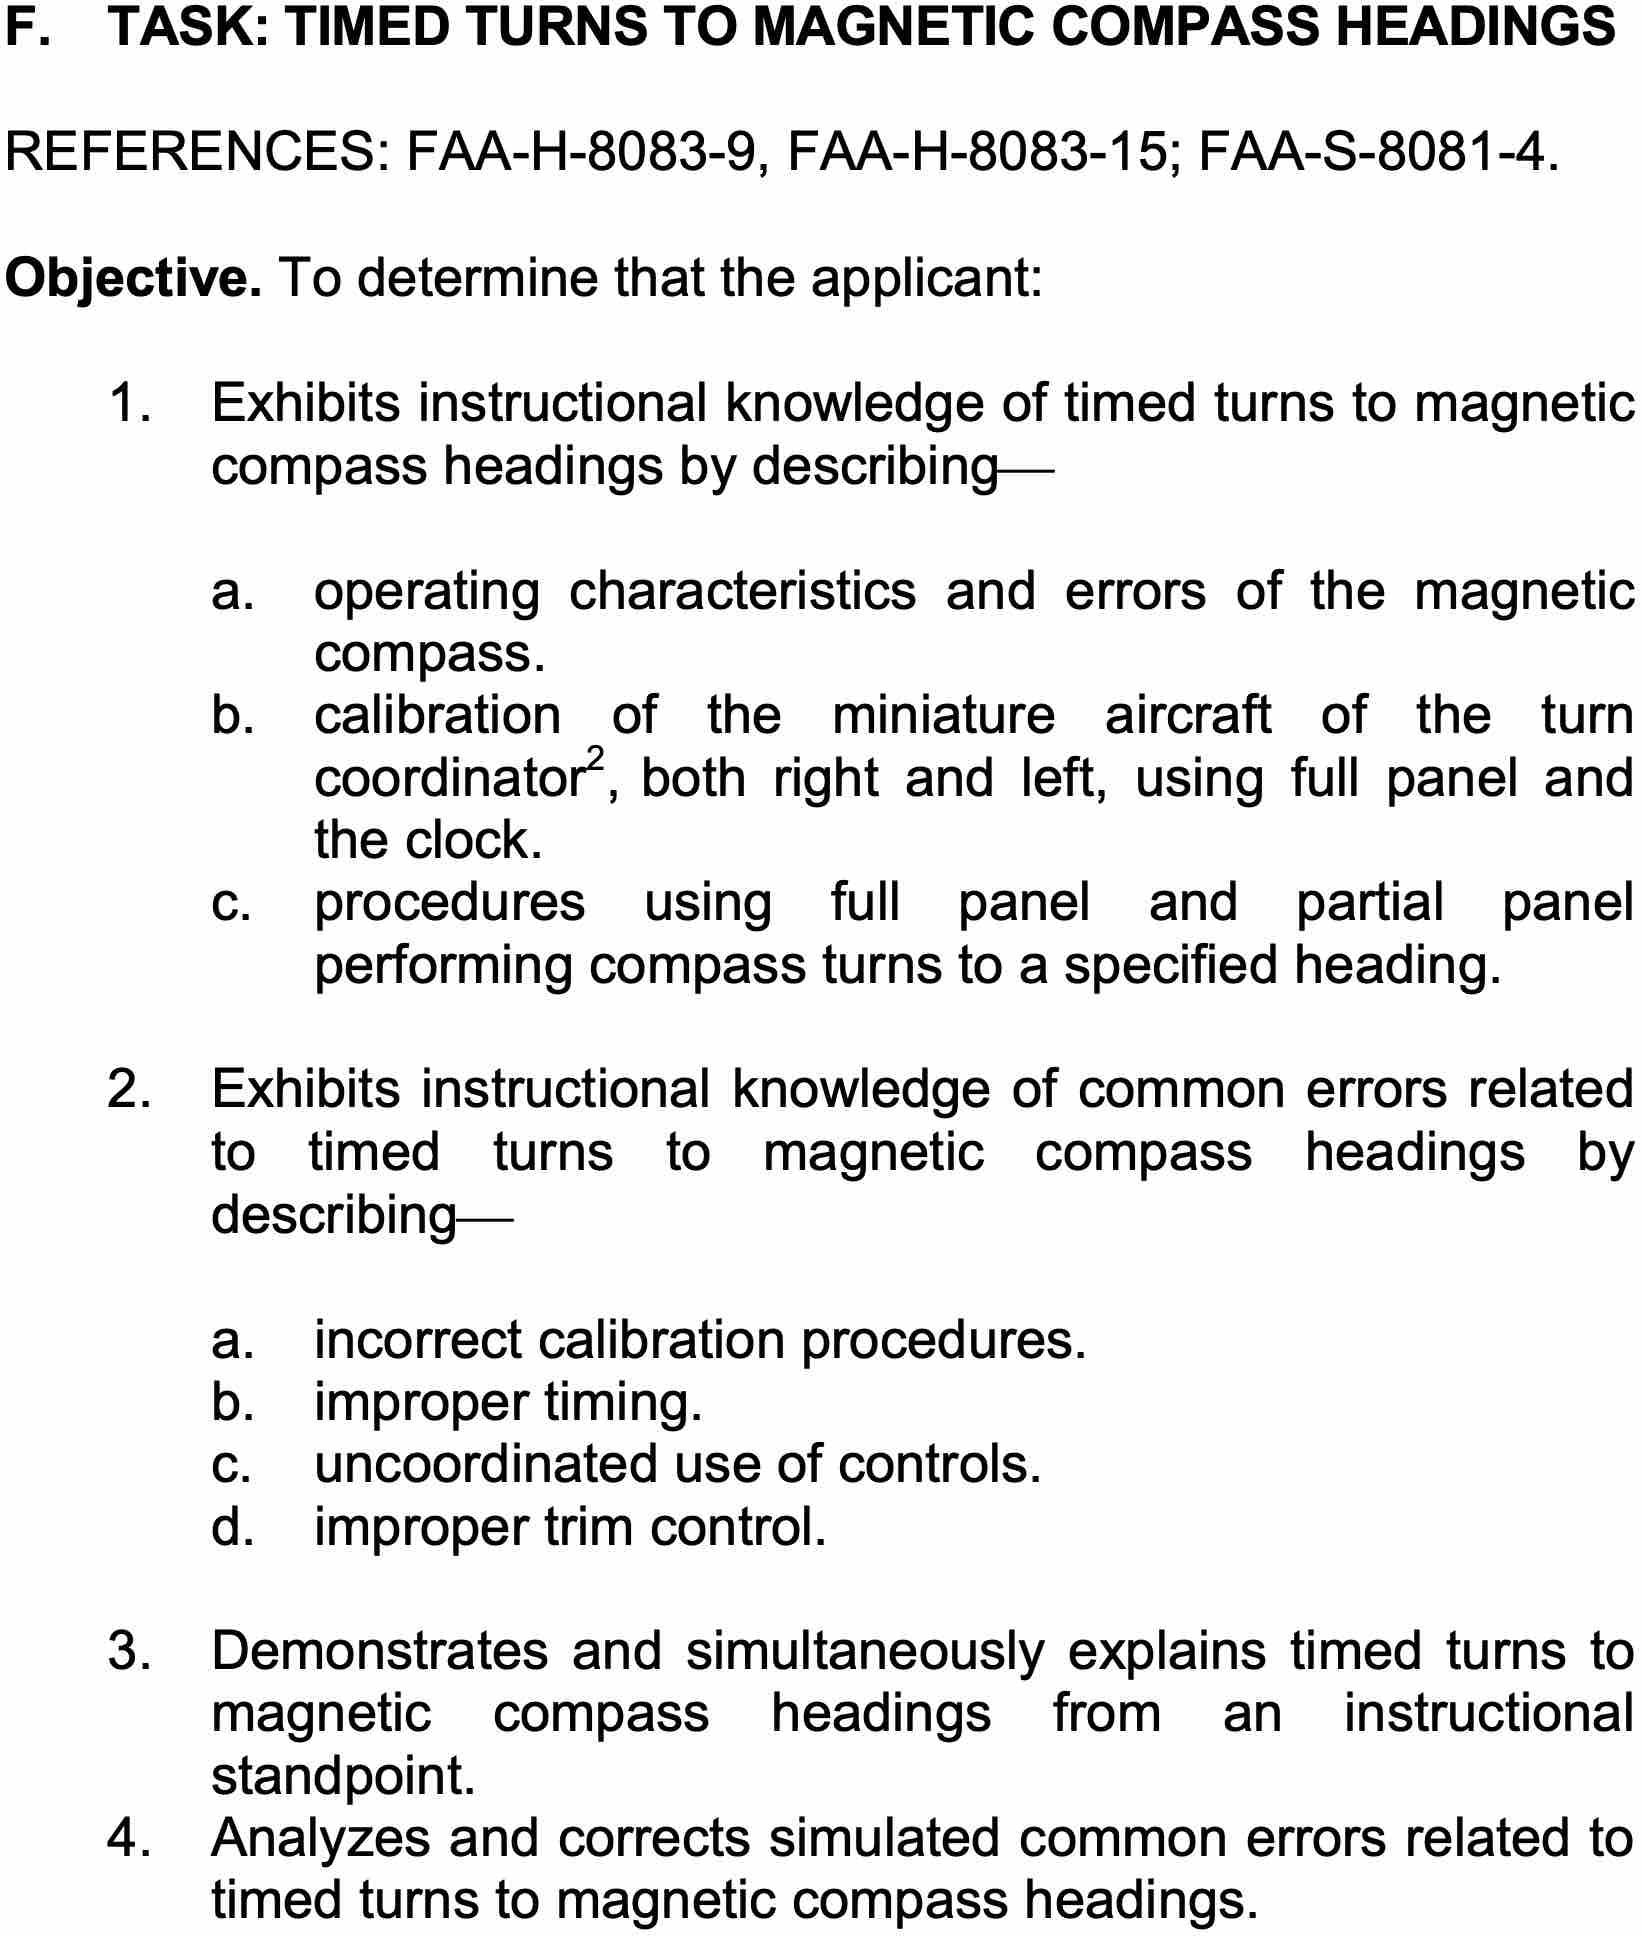 F. TASK: TIMED TURNS TO MAGNETIC COMPASS HEADINGS
REFERENCES: FAA-H-8083-9, FAA-H-8083-15; FAA-S-8081-4.
Objective. To determine that the applicant:
1. Exhibits instructional knowledge of timed turns to magnetic
compass headings by describing—
a. operating characteristics and errors of the magnetic
compass.
b. calibration of the miniature aircraft of the turn
coordinator², both right and left, using full panel and
the clock.
c. procedures using full panel and partial panel
performing compass turns to a specified heading.
2. Exhibits instructional knowledge of common errors related
to timed turns to magnetic compass headings by
describing—
a. incorrect calibration procedures.
b. improper timing.
c. uncoordinated use of controls.
d. improper trim control.
3. Demonstrates and simultaneously explains timed turns to
magnetic compass headings from an instructional
standpoint.
4. Analyzes and corrects simulated common errors related to
timed turns to magnetic compass headings.